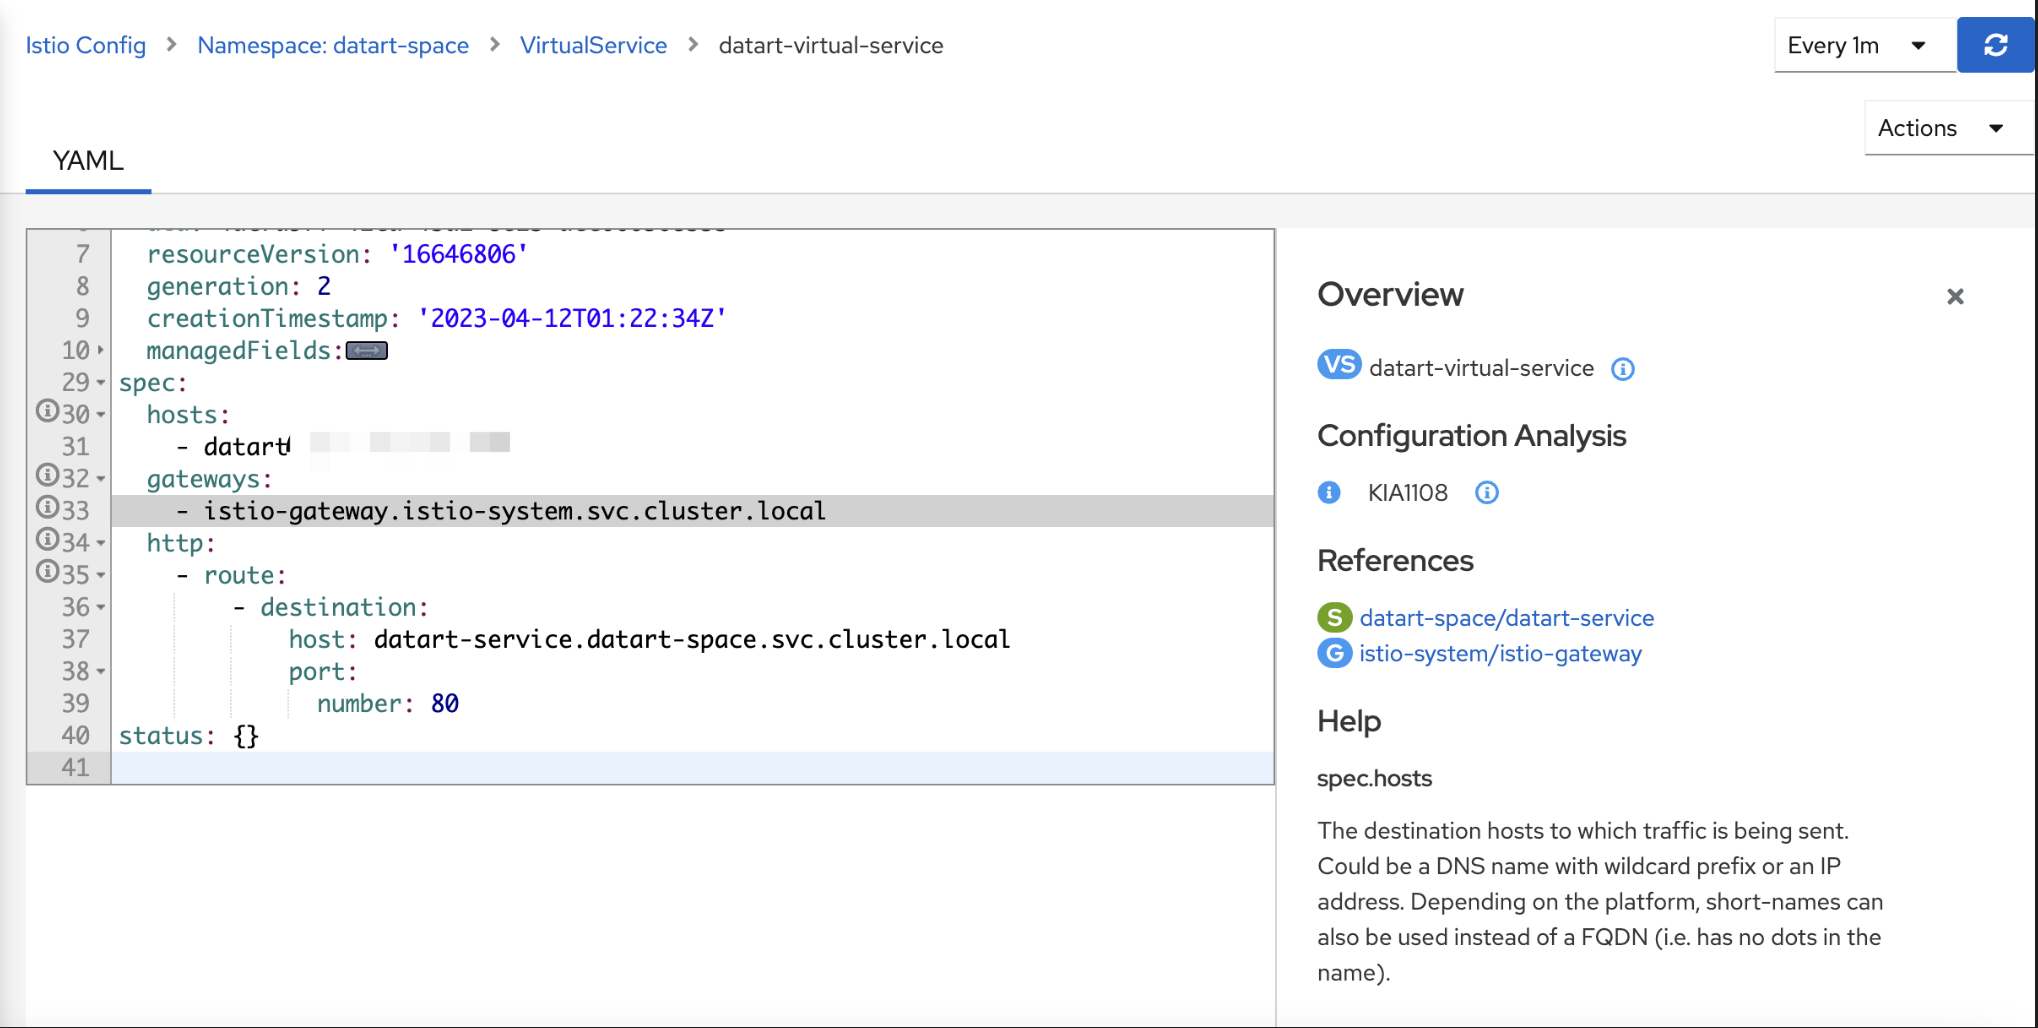 Istio Config > Namespace: datart-space > VirtualService > datart-virtual-service
Every 1m
Actions
YAML
7 resourceVersion: '16646806'
8 generation: 2
9 creationTimestamp: '2023-04-12T01:22:34Z'
10 managedFields:
29 spec:
30 hosts:
31 - datart
32 gateways:
33 - istio-gateway.istio-system.svc.cluster.local
34 http:
35 - route:
36 - destination:
37 host: datart-service.datart-space.svc.cluster.local
38 port:
39 number: 80
40 status: {}
41
Overview
VS datart-virtual-service
Configuration Analysis
KIA1108
References
S datart-space/datart-service
G istio-system/istio-gateway
Help
spec.hosts
The destination hosts to which traffic is being sent.
Could be a DNS name with wildcard prefix or an IP
address. Depending on the platform, short-names can
also be used instead of a FQDN (i.e. has no dots in the
name).